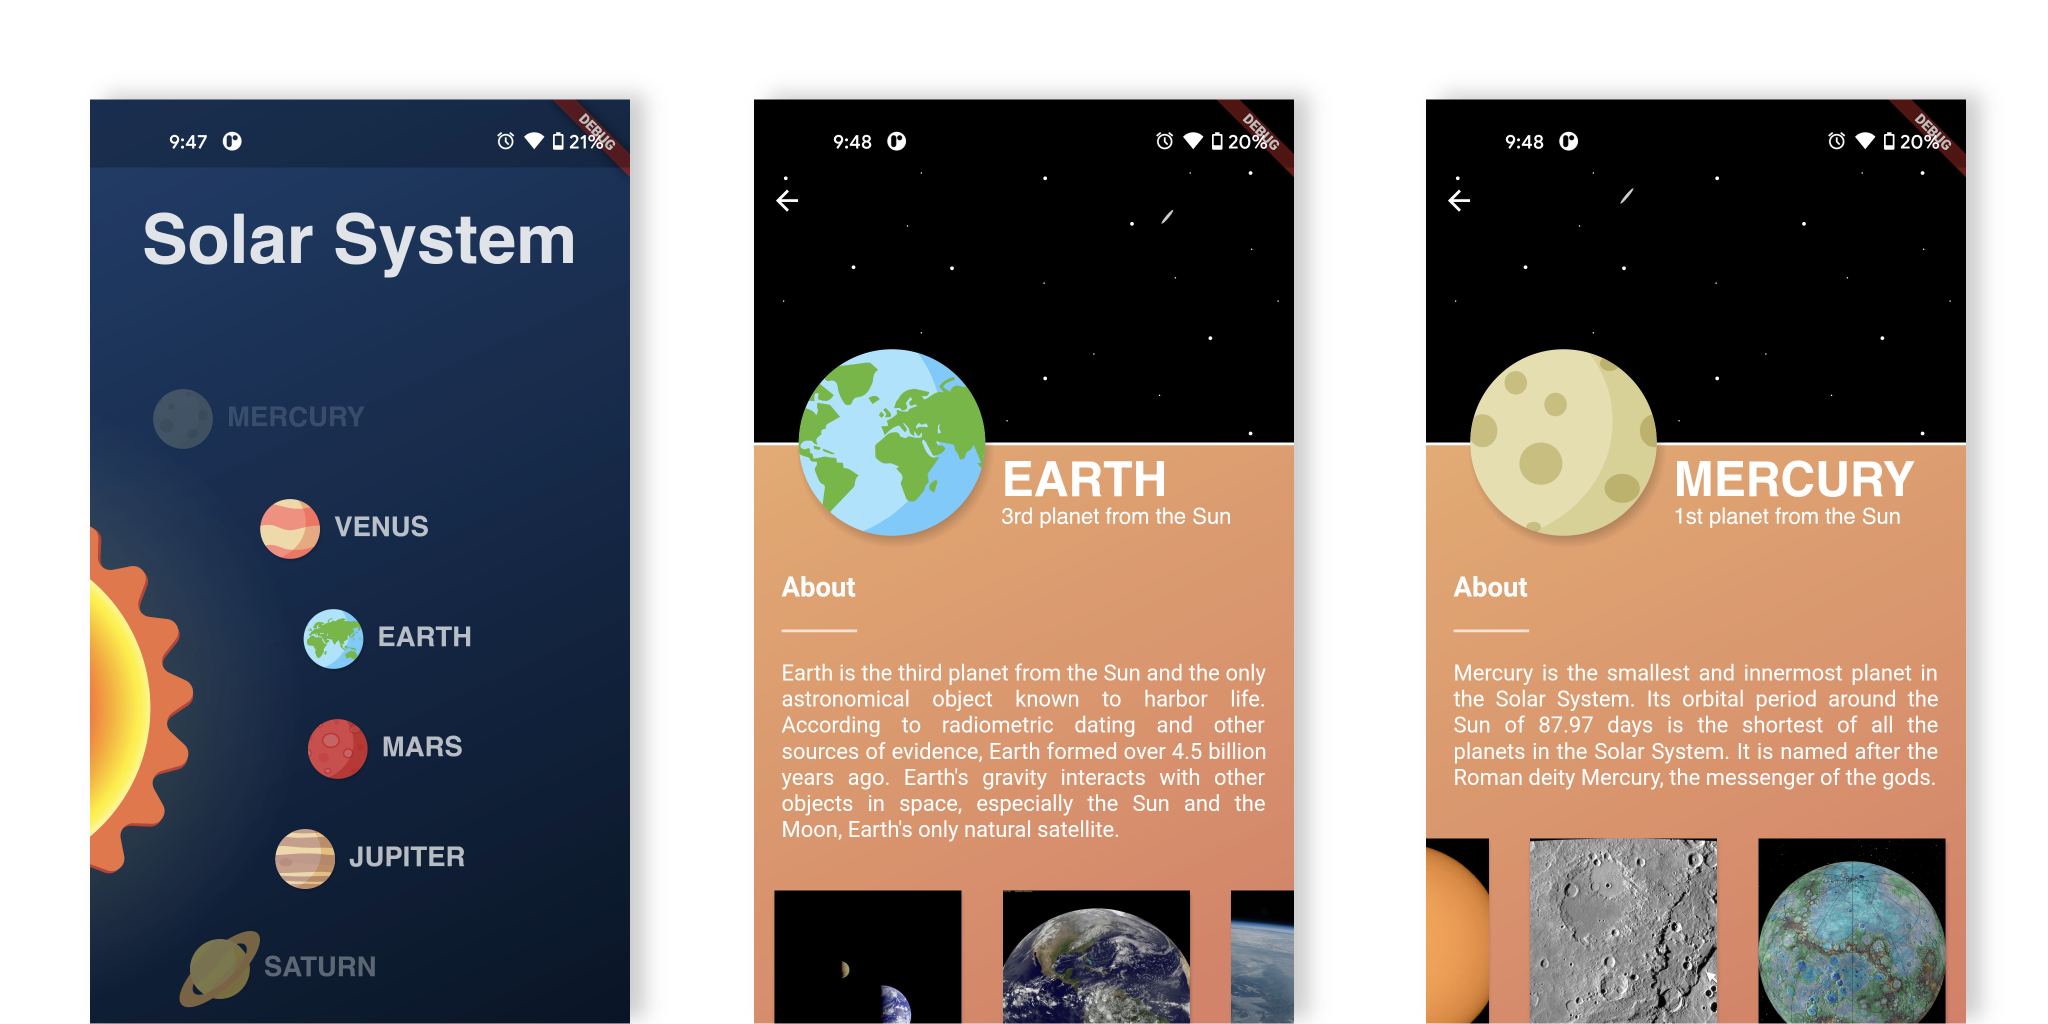 9:47
21%
DEBUG
Solar System
MERCURY
VENUS
EARTH
MARS
JUPITER
SATURN
9:48
20%
DEBUG
EARTH
3rd planet from the Sun
About
Earth is the third planet from the Sun and the only
astronomical object known to harbor life.
According to radiometric dating and other
sources of evidence, Earth formed over 4.5 billion
years ago. Earth's gravity interacts with other
objects in space, especially the Sun and the
Moon, Earth's only natural satellite.
9:48
20%
DEBUG
MERCURY
1st planet from the Sun
About
Mercury is the smallest and innermost planet in
the Solar System. Its orbital period around the
Sun of 87.97 days is the shortest of all the
planets in the Solar System. It is named after the
Roman deity Mercury, the messenger of the gods.